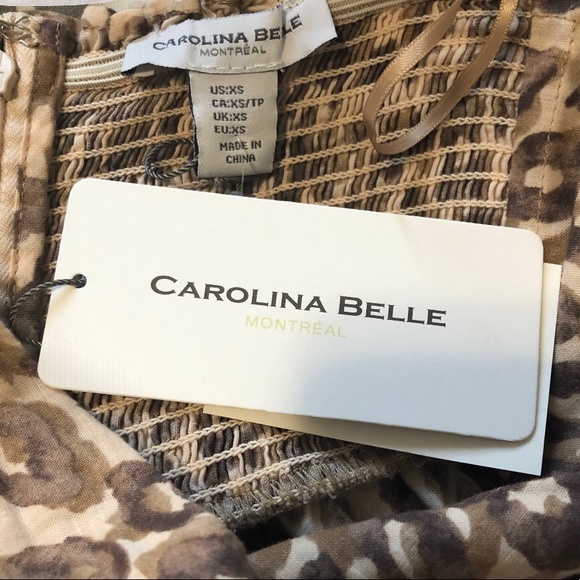 CAROLINA BELLE
MONTRÉAL
US:XS
CA:XS/TP
UK:XS
EU:XS
MADE IN
CHINA
CAROLINA BELLE
MONTRÉAL